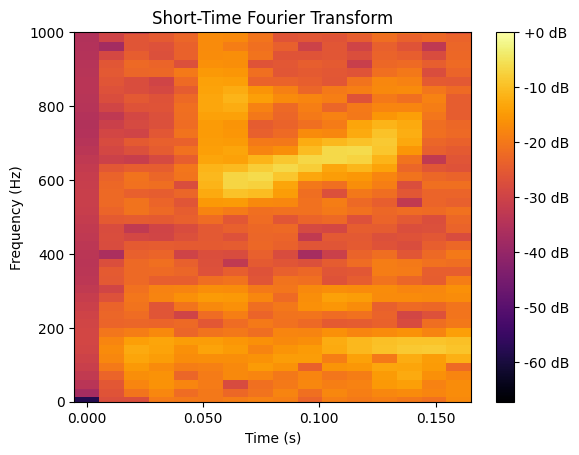 Short-Time Fourier Transform
1000
800
600
400
200
0
Frequency (Hz)
0.000
0.050
0.100
0.150
Time (s)
+0 dB
-10 dB
-20 dB
-30 dB
-40 dB
-50 dB
-60 dB